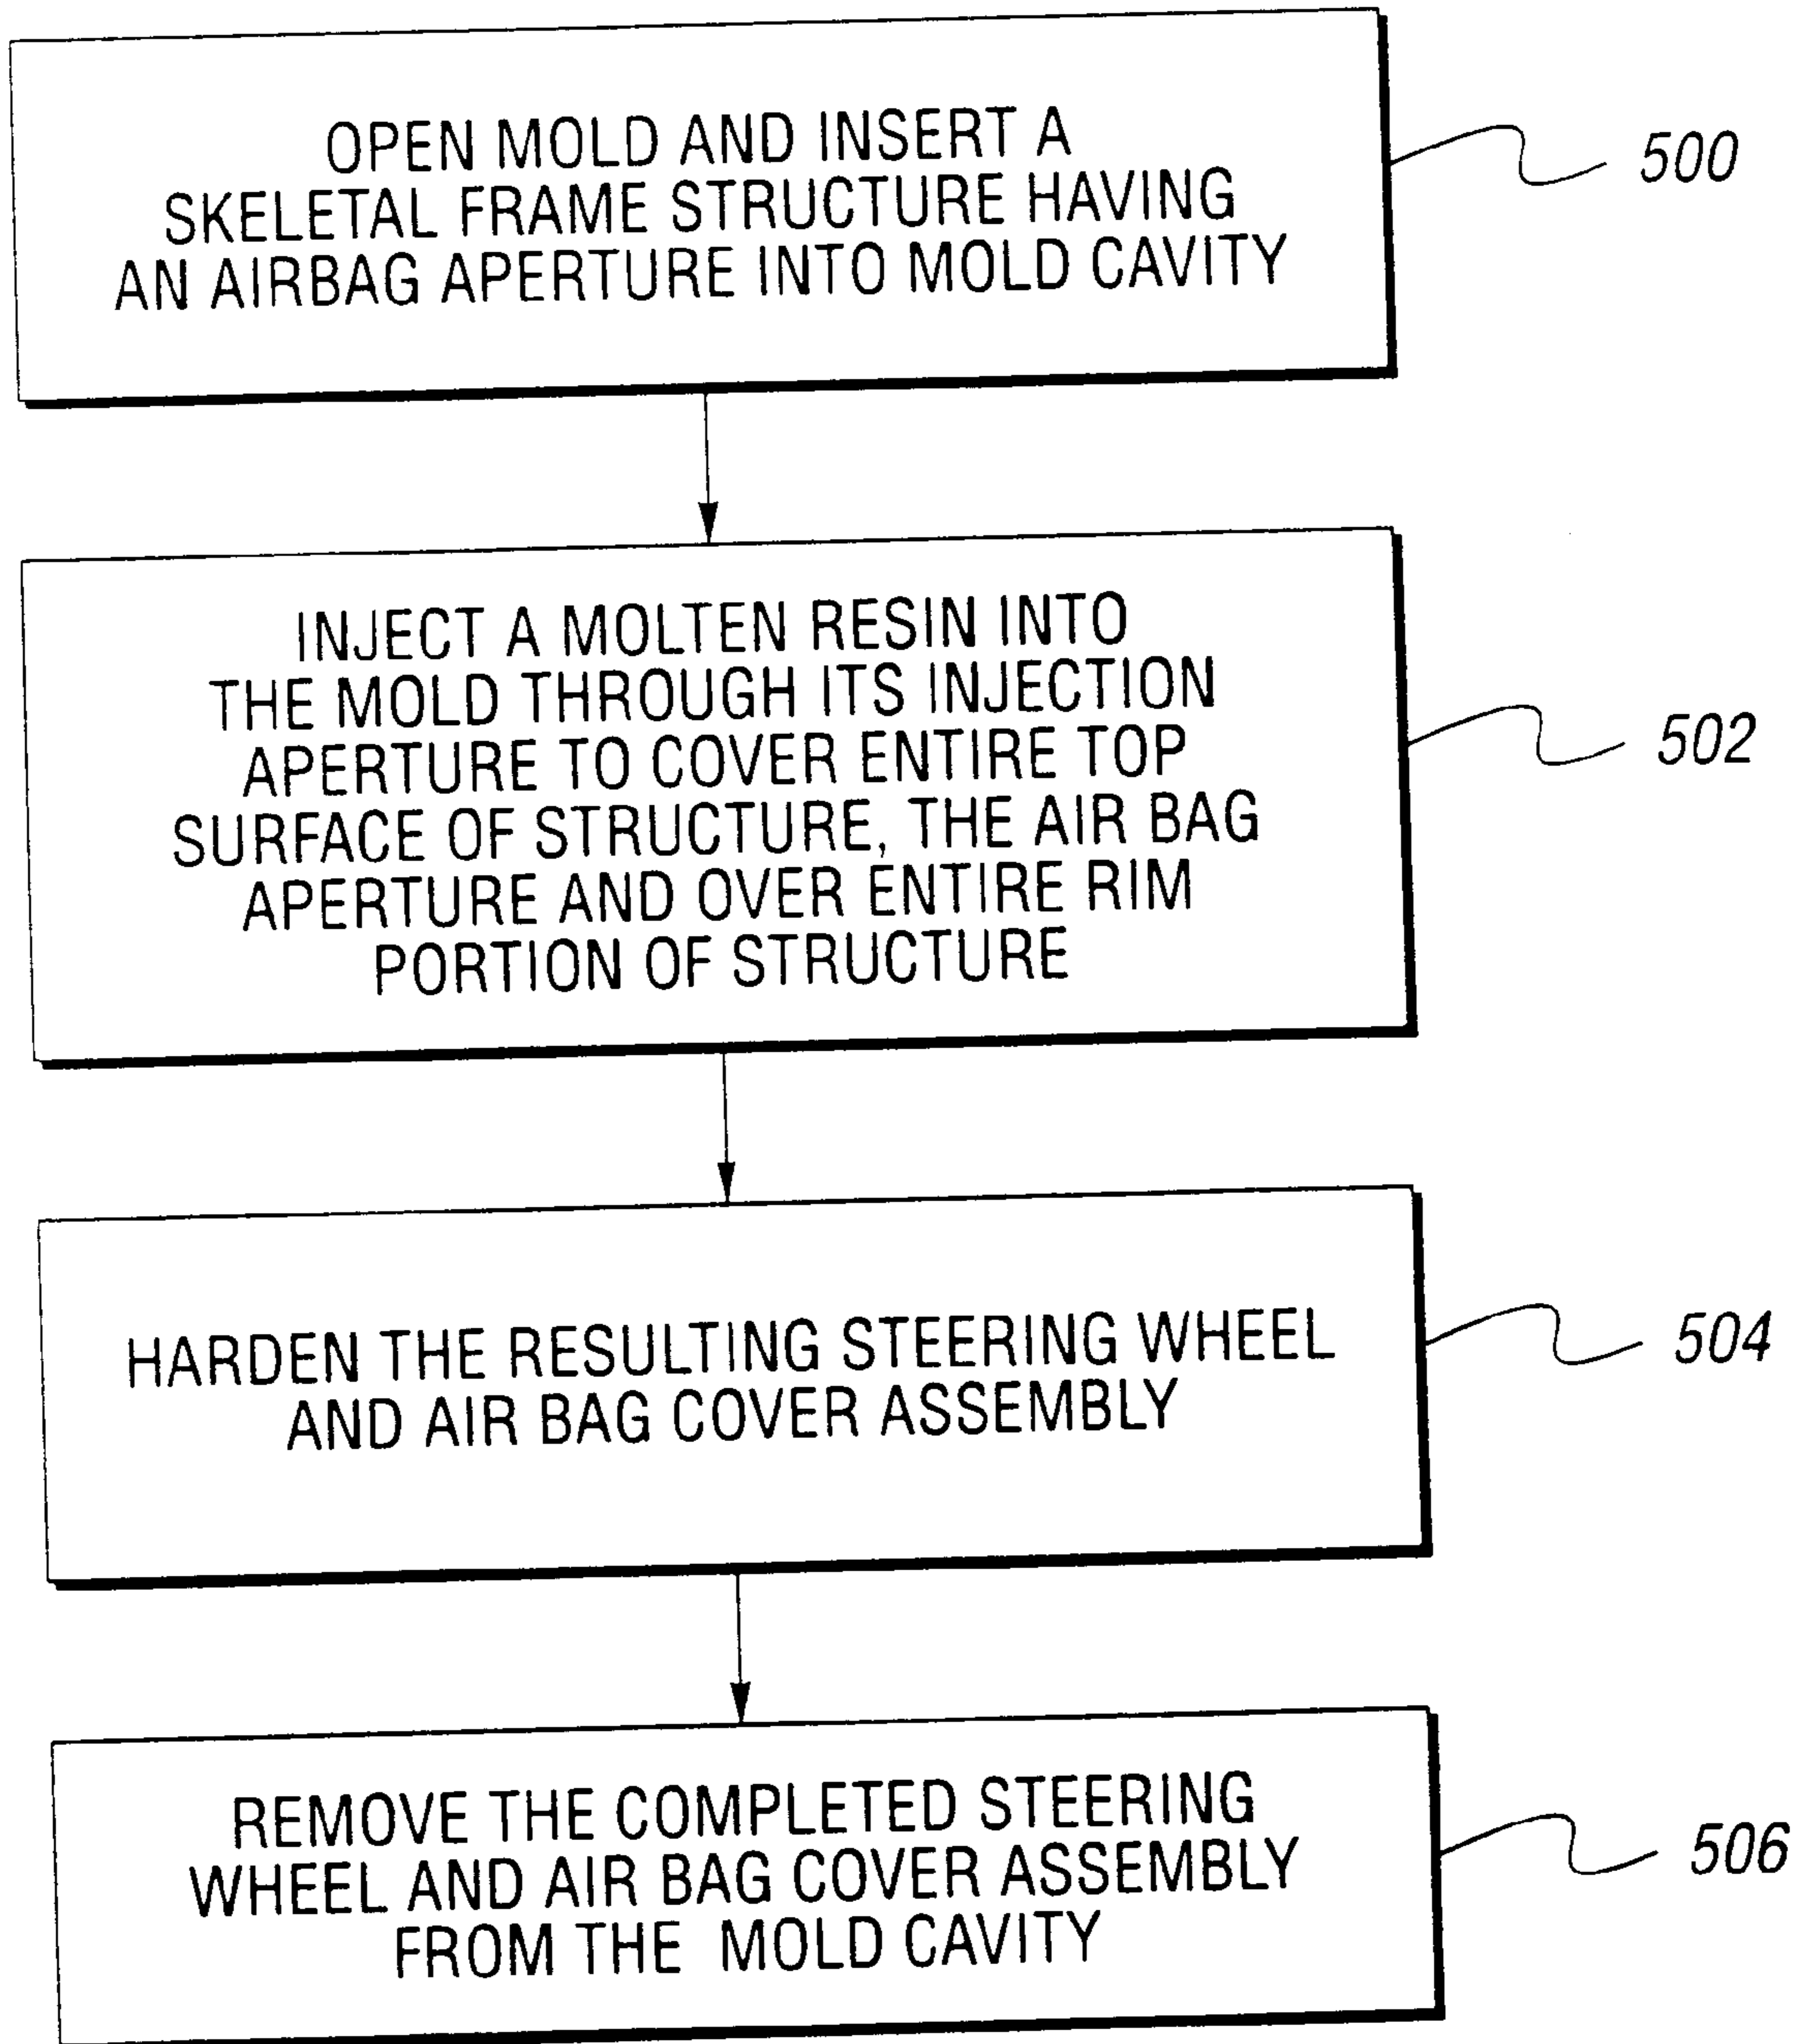 OPEN MOLD AND INSERT A
SKELETAL FRAME STRUCTURE HAVING
AN AIRBAG APERTURE INTO MOLD CAVITY
500
INJECT A MOLTEN RESIN INTO
THE MOLD THROUGH ITS INJECTION
APERTURE TO COVER ENTIRE TOP
SURFACE OF STRUCTURE, THE AIR BAG
APERTURE AND OVER ENTIRE RIM
PORTION OF STRUCTURE
502
HARDEN THE RESULTING STEERING WHEEL
AND AIR BAG COVER ASSEMBLY
504
REMOVE THE COMPLETED STEERING
WHEEL AND AIR BAG COVER ASSEMBLY
FROM THE MOLD CAVITY
506